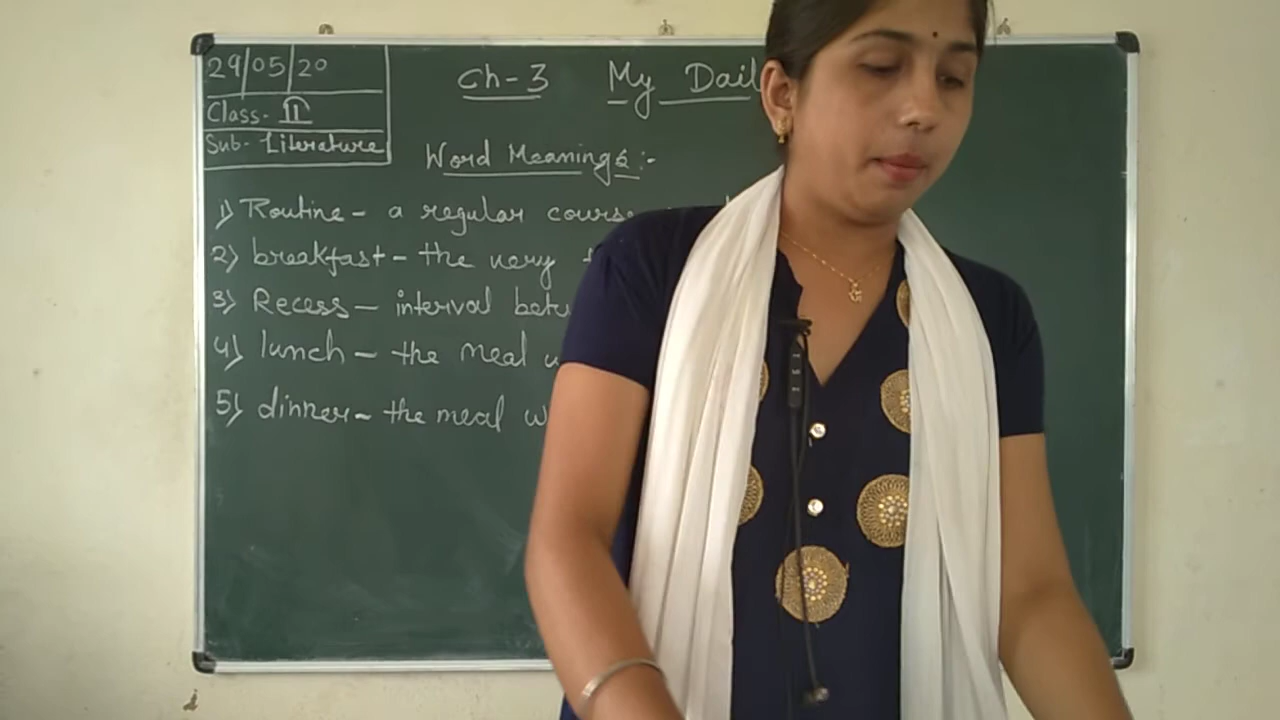 29/05/20
Class- II
Sub- Literature
Ch-3 My Dail
Word Meanings :-
1) Routine - a regular course
2) breakfast - the very
3) Recess - interval betw
4) lunch - the meal w
5) dinner - the meal w